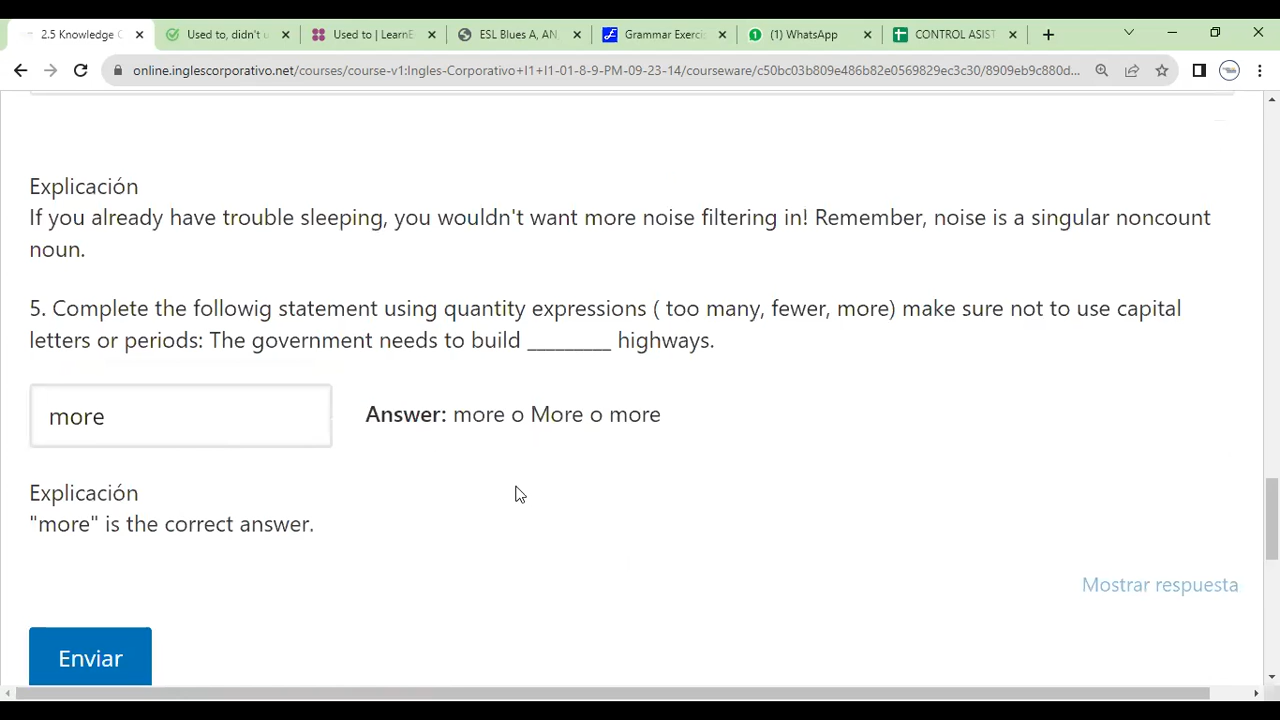 2.5 Knowledge C
Used to, didn't u
Used to | LearnE
ESL Blues A, AN
Grammar Exerci
(1) WhatsApp
CONTROL ASIST
online.inglescorporativo.net/courses/course-v1:Ingles-Corporativo+I1+I1-01-8-9-PM-09-23-14/courseware/c50bc03b809e486b82e0569829ec3c30/8909eb9c880d...
Explicación
If you already have trouble sleeping, you wouldn't want more noise filtering in! Remember, noise is a singular noncount
noun.
5. Complete the followig statement using quantity expressions ( too many, fewer, more) make sure not to use capital
letters or periods: The government needs to build _________ highways.
more
Answer: more o More o more
Explicación
"more" is the correct answer.
Mostrar respuesta
Enviar